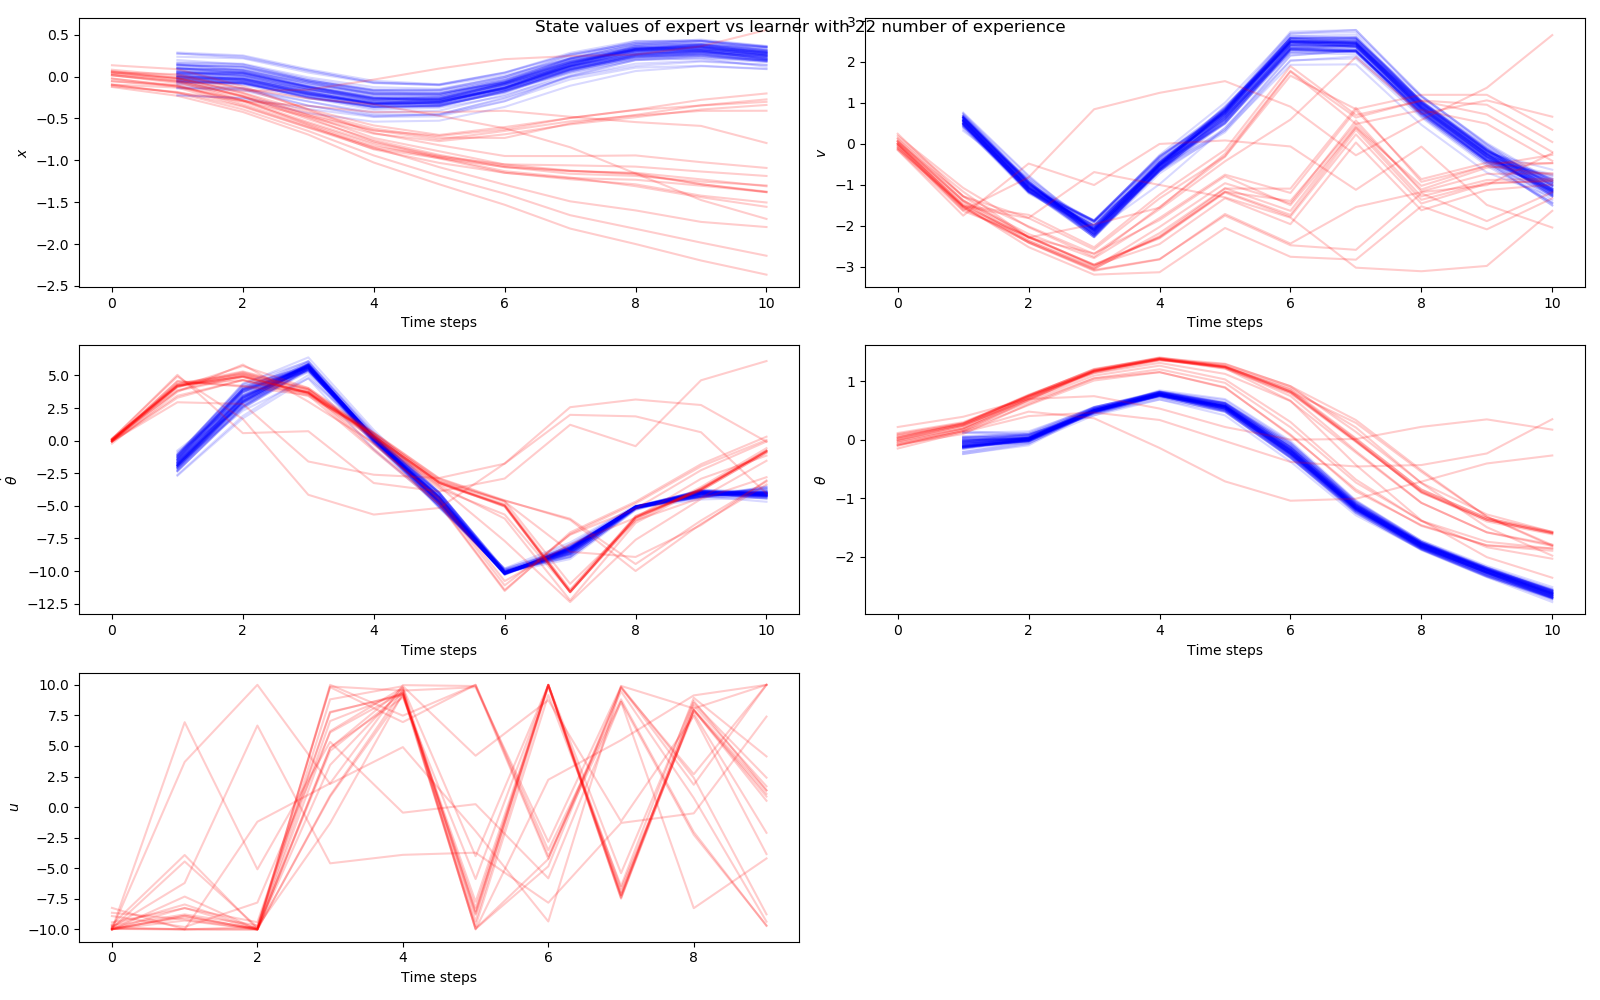 State values of expert vs learner with 22 number of experience
0.5
0.0
−0.5
−1.0
−1.5
−2.0
−2.5
x
0 2 4 6 8 10
Time steps
3
2
1
0
−1
−2
−3
v
0 2 4 6 8 10
Time steps
5.0
2.5
0.0
−2.5
−5.0
−7.5
−10.0
−12.5
θ̇
0 2 4 6 8 10
Time steps
1
0
−1
−2
θ
0 2 4 6 8 10
Time steps
10.0
7.5
5.0
2.5
0.0
−2.5
−5.0
−7.5
−10.0
u
0 2 4 6 8
Time steps